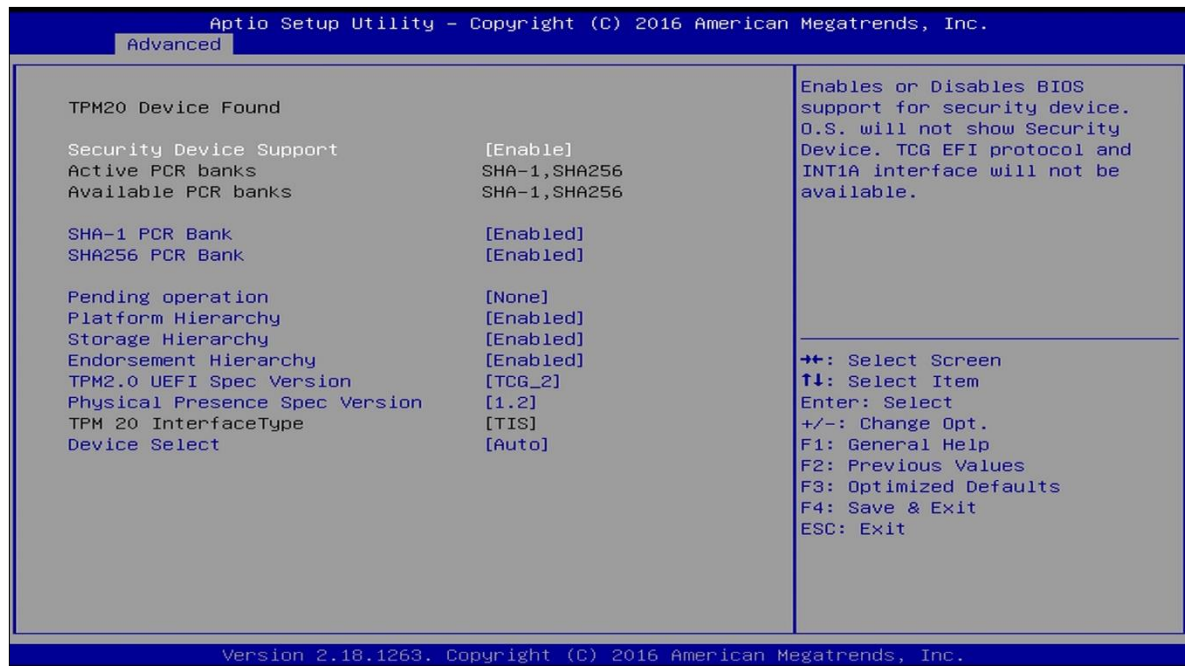 Aptio Setup Utility – Copyright (C) 2016 American Megatrends, Inc.
Advanced
TPM20 Device Found
Security Device Support [Enable]
Active PCR banks SHA-1,SHA256
Available PCR banks SHA-1,SHA256
SHA-1 PCR Bank [Enabled]
SHA256 PCR Bank [Enabled]
Pending operation [None]
Platform Hierarchy [Enabled]
Storage Hierarchy [Enabled]
Endorsement Hierarchy [Enabled]
TPM2.0 UEFI Spec Version [TCG_2]
Physical Presence Spec Version [1.2]
TPM 20 InterfaceType [TIS]
Device Select [Auto]
Enables or Disables BIOS
support for security device.
O.S. will not show Security
Device. TCG EFI protocol and
INT1A interface will not be
available.
→←: Select Screen
↑↓: Select Item
Enter: Select
+/-: Change Opt.
F1: General Help
F2: Previous Values
F3: Optimized Defaults
F4: Save & Exit
ESC: Exit
Version 2.18.1263. Copyright (C) 2016 American Megatrends, Inc.